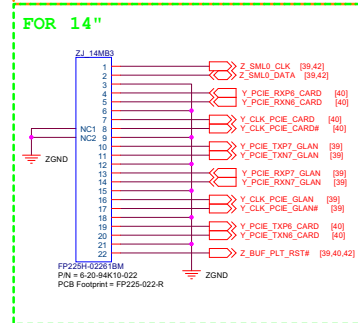 FOR 14"
ZJ_14MB3
1 Z_SML0_CLK [39,42]
2 Z_SML0_DATA [39,42]
3
4 Y_PCIE_RXP6_CARD [40]
5 Y_PCIE_RXN6_CARD [40]
6
7 Y_CLK_PCIE_CARD [40]
NC1 8 Y_CLK_PCIE_CARD# [40]
NC2 9
10 Y_PCIE_TXP7_GLAN [39]
11 Y_PCIE_TXN7_GLAN [39]
ZGND
12
13 Y_PCIE_RXP7_GLAN [39]
14 Y_PCIE_RXN7_GLAN [39]
15
16 Y_CLK_PCIE_GLAN [39]
17 Y_CLK_PCIE_GLAN# [39]
18
19 Y_PCIE_TXP6_CARD [40]
20 Y_PCIE_TXN6_CARD [40]
21
22 Z_BUF_PLT_RST# [39,40,42]
FP225H-02261BM
P/N = 6-20-94K10-022
ZGND
PCB Footprint = FP225-022-R